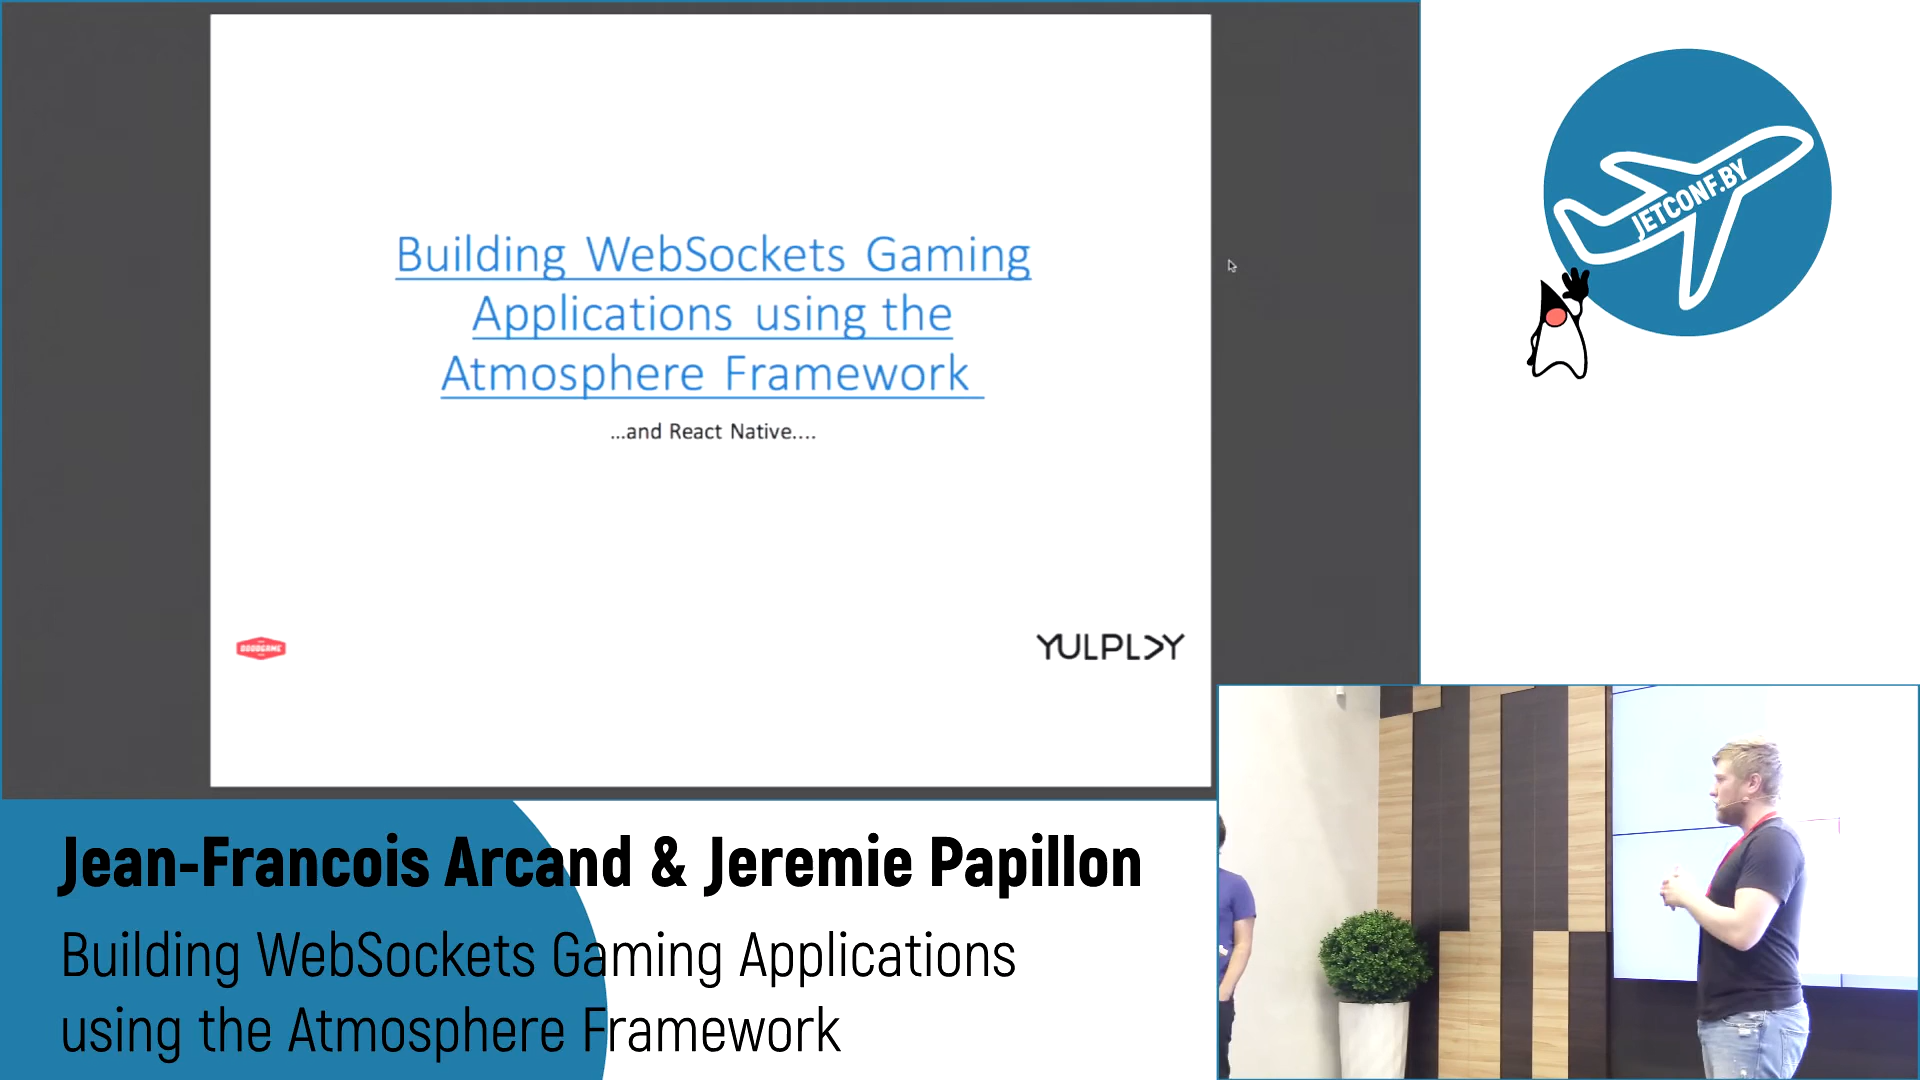 Building WebSockets Gaming
Applications using the
Atmosphere Framework
...and React Native....
GOODGAME
YULPLAY
JETCONF.BY
Jean-Francois Arcand & Jeremie Papillon
Building WebSockets Gaming Applications
using the Atmosphere Framework